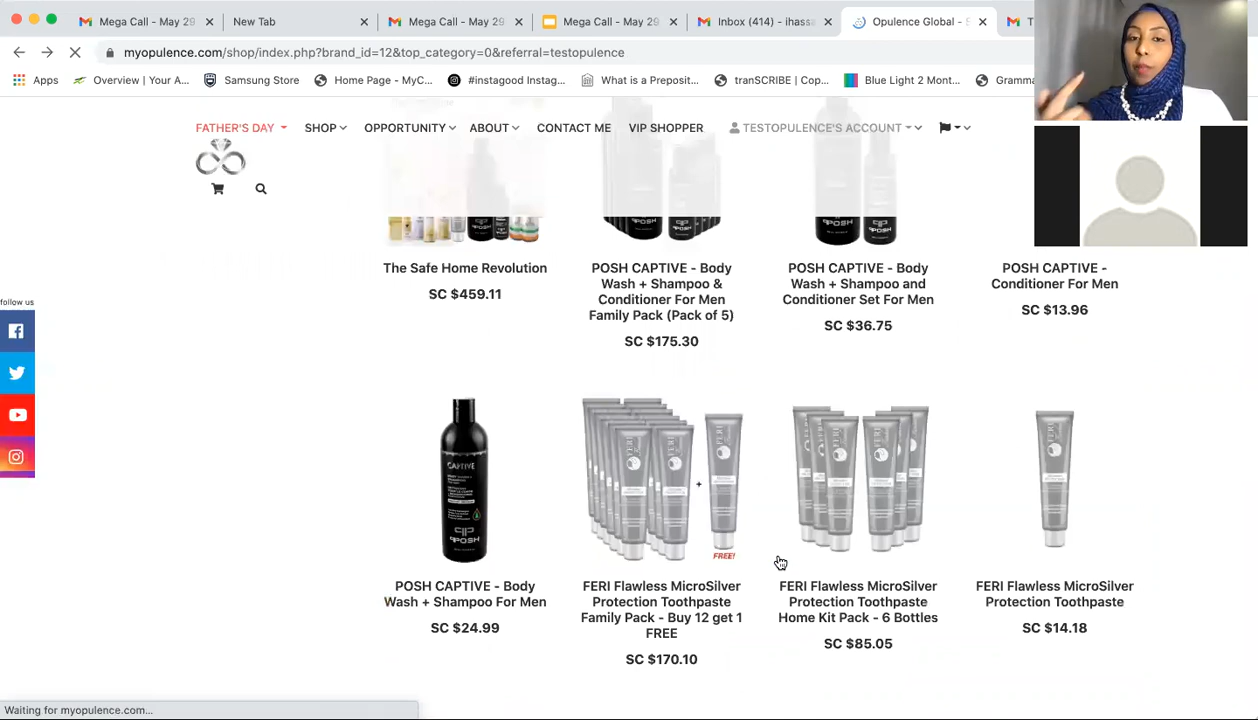 Mega Call - May 29
New Tab
Mega Call - May 29
Mega Call - May 29
Inbox (414) - ihassa
Opulence Global - S
myopulence.com/shop/index.php?brand_id=12&top_category=0&referral=testopulence
Apps
Overview | Your A...
Samsung Store
Home Page - MyC...
#instagood Instag...
What is a Preposit...
tranSCRIBE | Cop...
Blue Light 2 Mont...
Gramma
FATHER'S DAY
SHOP
OPPORTUNITY
ABOUT
CONTACT ME
VIP SHOPPER
TESTOPULENCE'S ACCOUNT
The Safe Home Revolution
SC $459.11
POSH CAPTIVE - Body
Wash + Shampoo &
Conditioner For Men
Family Pack (Pack of 5)
SC $175.30
POSH CAPTIVE - Body
Wash + Shampoo and
Conditioner Set For Men
SC $36.75
POSH CAPTIVE -
Conditioner For Men
SC $13.96
follow us
CAPTIVE
POSH
FREE!
POSH CAPTIVE - Body
Wash + Shampoo For Men
SC $24.99
FERI Flawless MicroSilver
Protection Toothpaste
Family Pack - Buy 12 get 1
FREE
SC $170.10
FERI Flawless MicroSilver
Protection Toothpaste
Home Kit Pack - 6 Bottles
SC $85.05
FERI Flawless MicroSilver
Protection Toothpaste
SC $14.18
Waiting for myopulence.com...